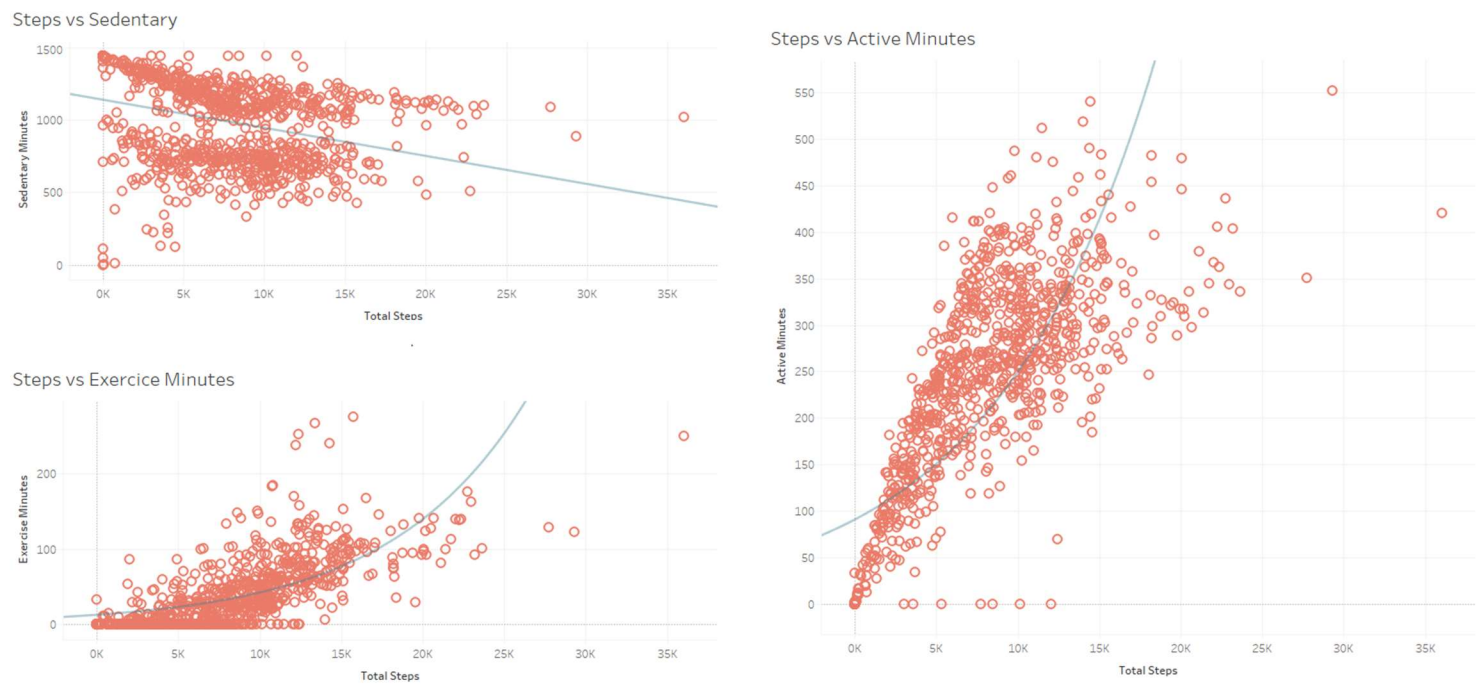 Steps vs Sedentary
1500
1000
500
0
Sedentary Minutes
0K 5K 10K 15K 20K 25K 30K 35K
Total Steps
Steps vs Exercice Minutes
200
100
0
Exercise Minutes
0K 5K 10K 15K 20K 25K 30K 35K
Total Steps
Steps vs Active Minutes
550
500
450
400
350
300
250
200
150
100
50
0
Active Minutes
0K 5K 10K 15K 20K 25K 30K 35K
Total Steps